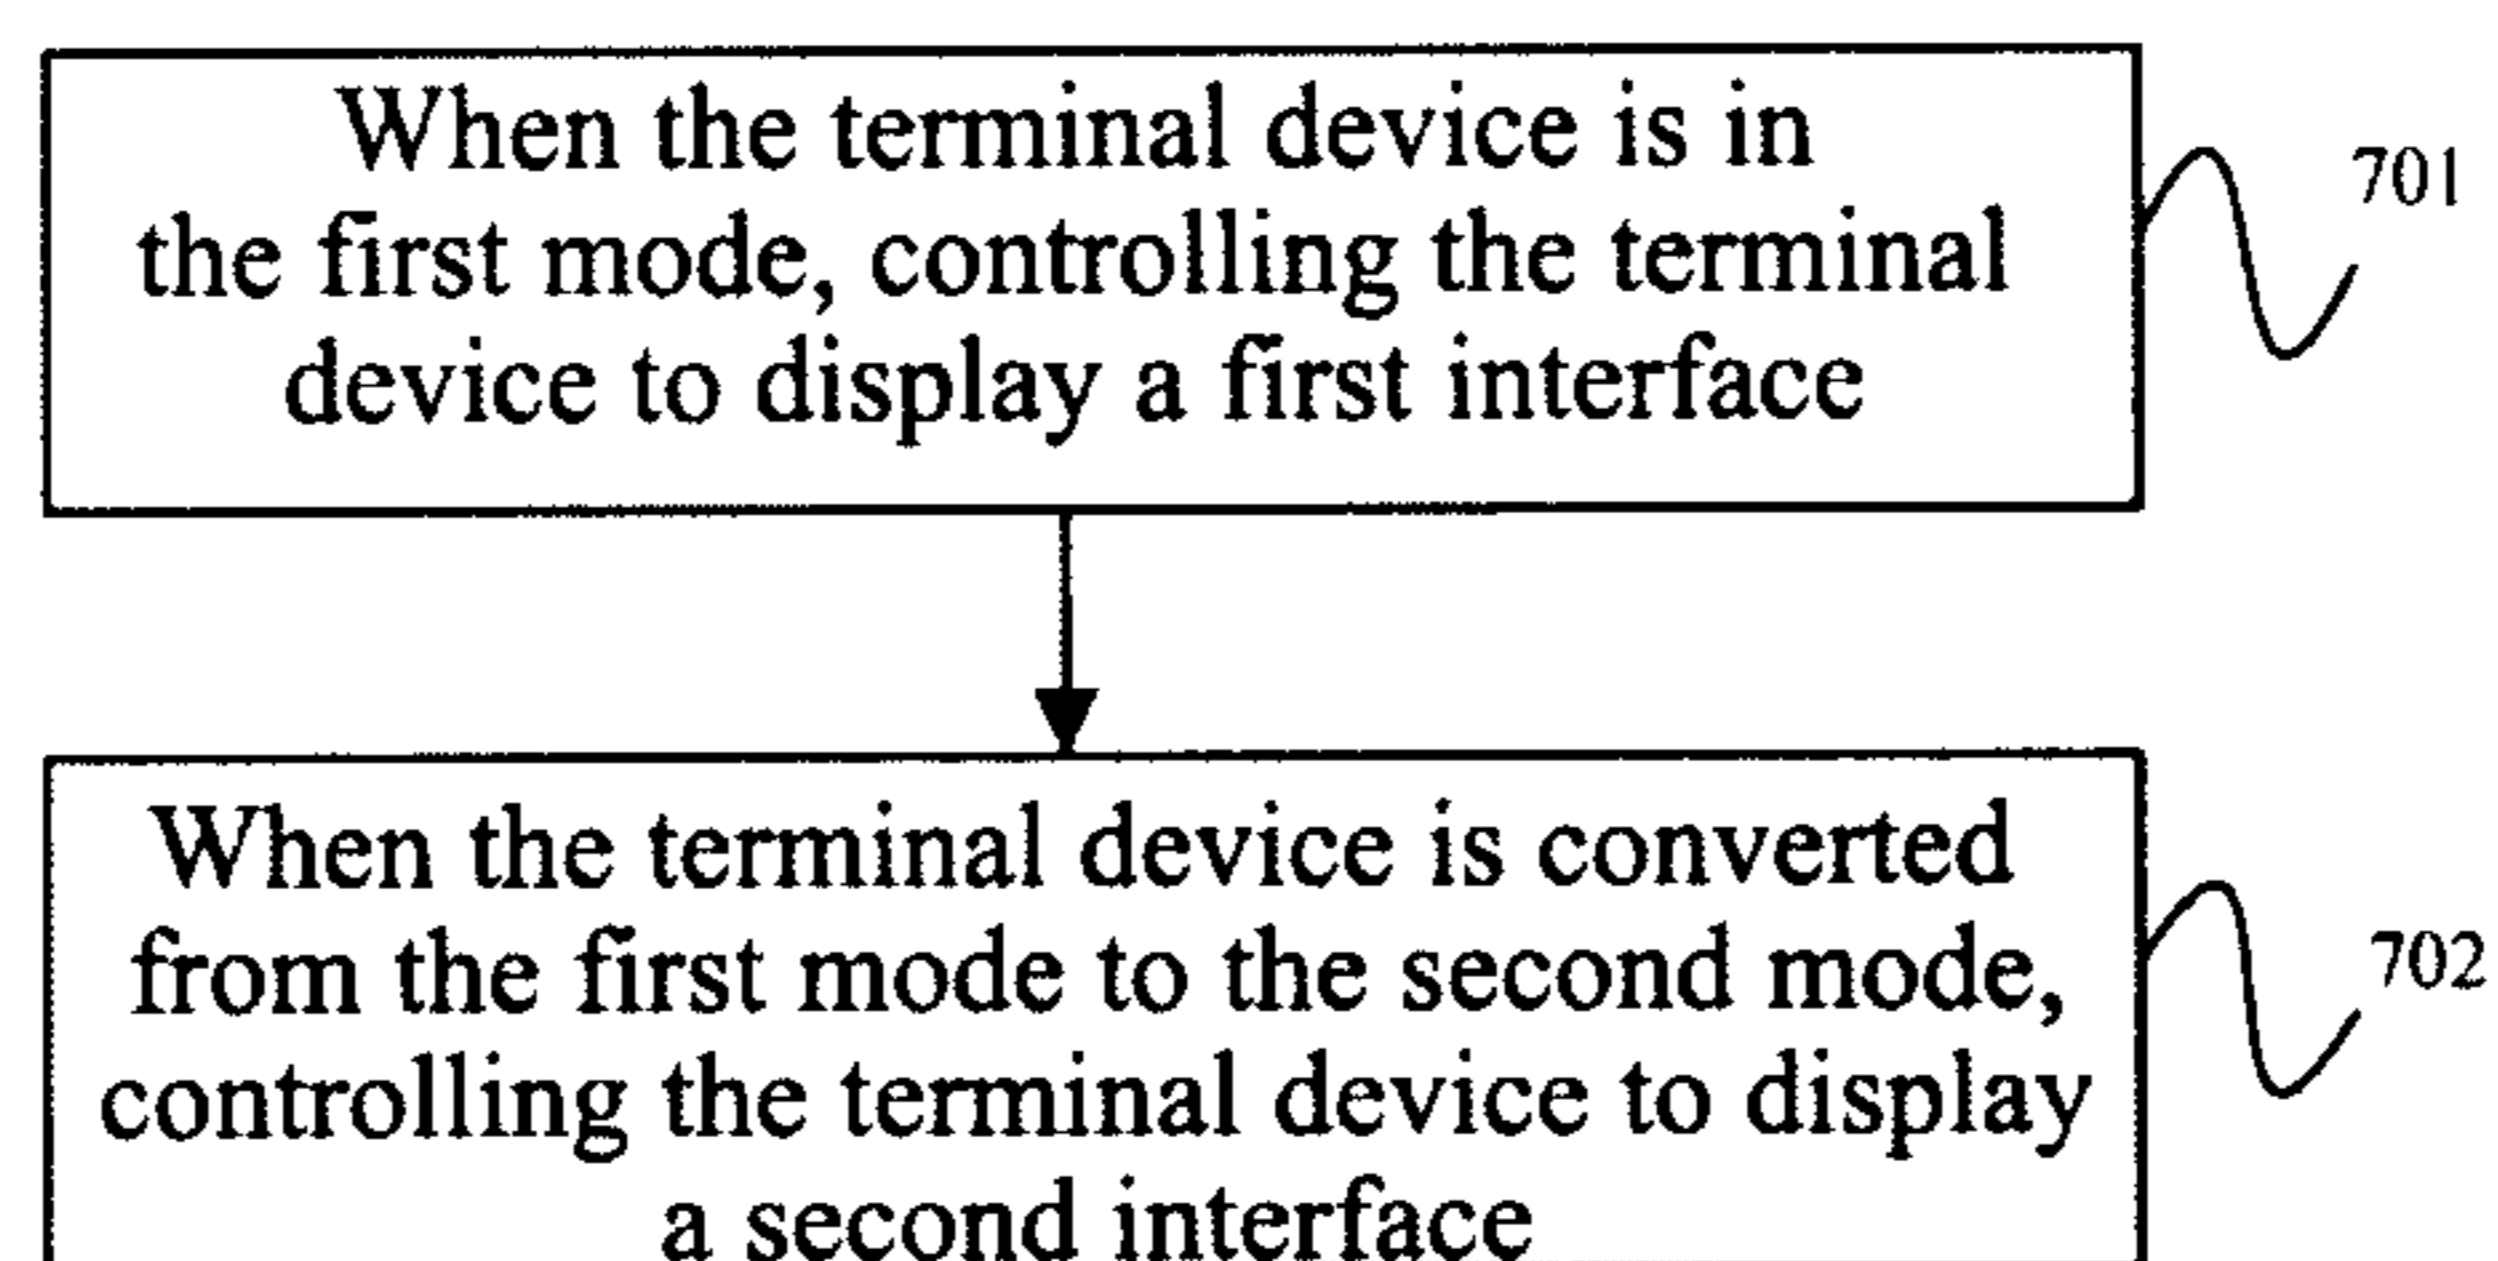 When the terminal device is in
the first mode, controlling the terminal
device to display a first interface
701
When the terminal device is converted
from the first mode to the second mode,
controlling the terminal device to display
a second interface
702